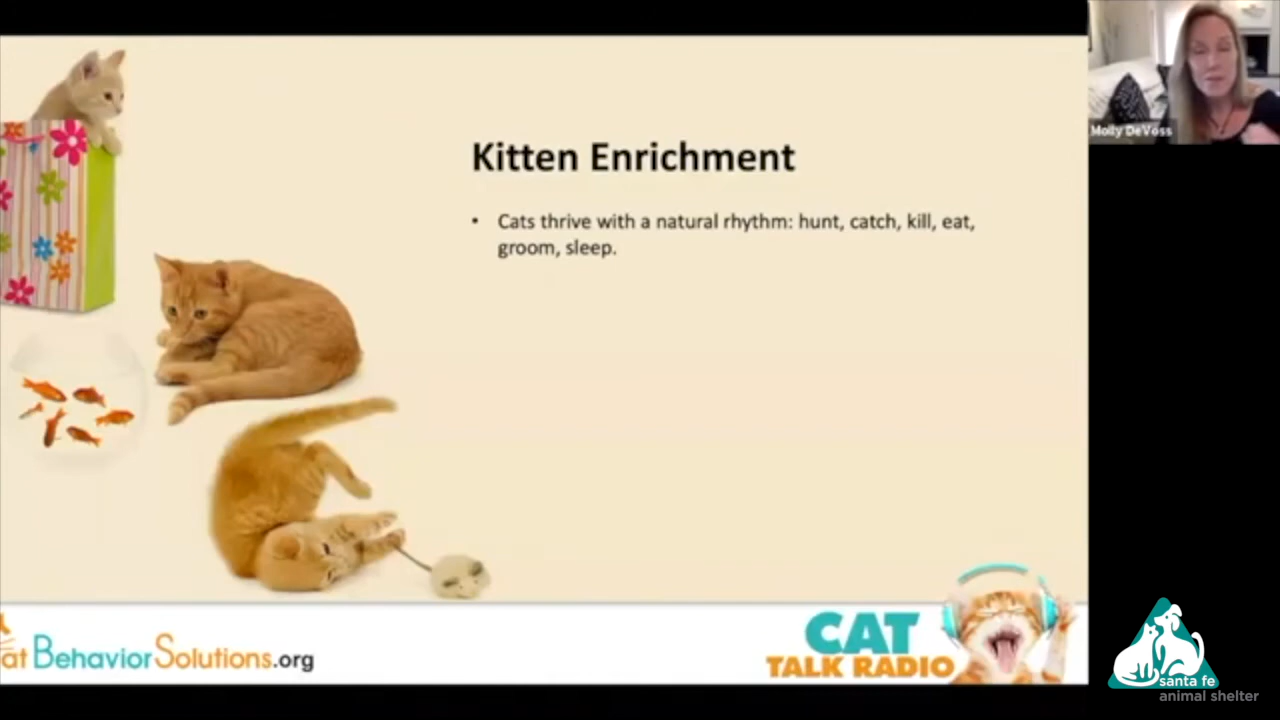 Kitten Enrichment
• Cats thrive with a natural rhythm: hunt, catch, kill, eat,
groom, sleep.
Molly DeVoss
at BehaviorSolutions.org
CAT
TALK RADIO
santa fe
animal shelter